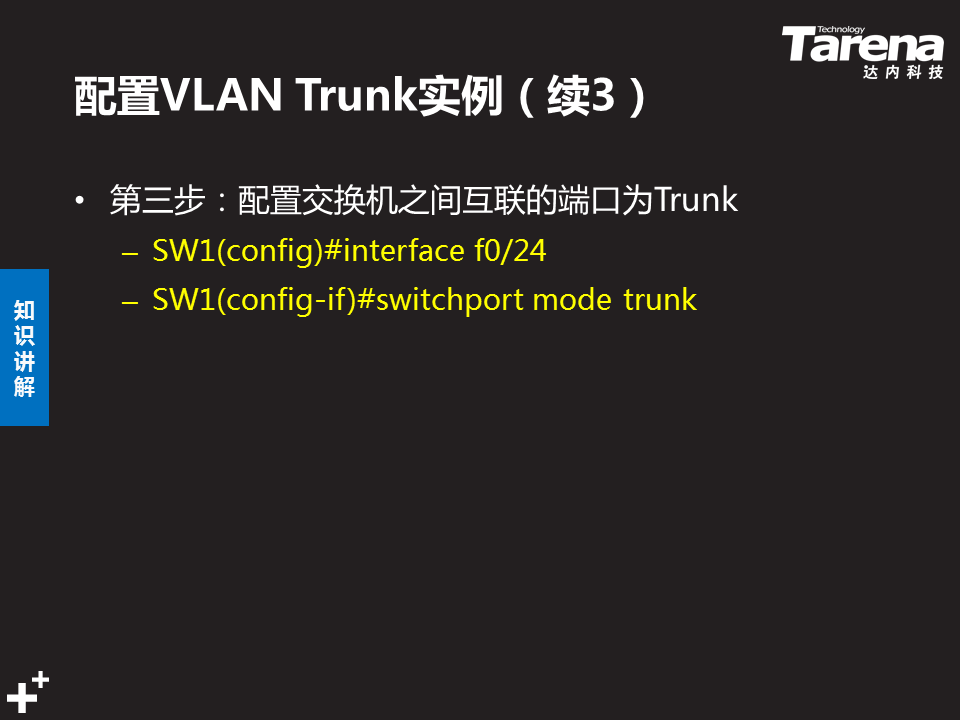 Technology
Tarena
达内科技
配置VLAN Trunk实例（续3）
• 第三步：配置交换机之间互联的端口为Trunk
– SW1(config)#interface f0/24
– SW1(config-if)#switchport mode trunk
知
识
讲
解